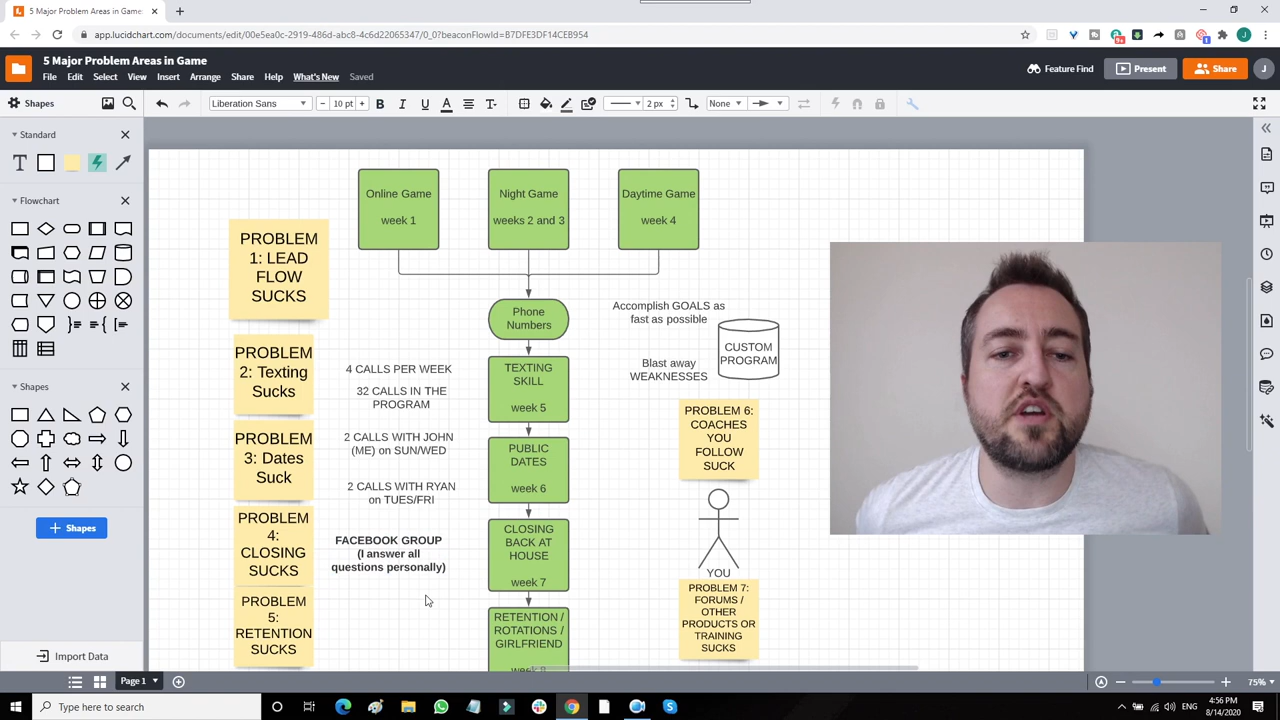 5 Major Problem Areas in Game:
app.lucidchart.com/documents/edit/00e5ea0c-2919-486d-abc8-4c6d22065347/0_0?beaconFlowId=B7DFE3DF14CEB954
5 Major Problem Areas in Game
File Edit Select View Insert Arrange Share Help What's New Saved
Feature Find
Present
Share
J
Shapes
Liberation Sans
10 pt
2 px
None
Standard
Flowchart
Shapes
+ Shapes
Import Data
Online Game
week 1
Night Game
weeks 2 and 3
Daytime Game
week 4
PROBLEM
1: LEAD
FLOW
SUCKS
Phone
Numbers
Accomplish GOALS as
fast as possible
CUSTOM
PROGRAM
Blast away
WEAKNESSES
PROBLEM
2: Texting
Sucks
4 CALLS PER WEEK
32 CALLS IN THE
PROGRAM
TEXTING
SKILL
week 5
PROBLEM
3: Dates
Suck
2 CALLS WITH JOHN
(ME) on SUN/WED
2 CALLS WITH RYAN
on TUES/FRI
PUBLIC
DATES
week 6
PROBLEM 6:
COACHES
YOU
FOLLOW
SUCK
PROBLEM
4:
CLOSING
SUCKS
FACEBOOK GROUP
(I answer all
questions personally)
CLOSING
BACK AT
HOUSE
week 7
YOU
PROBLEM
5:
RETENTION
SUCKS
RETENTION /
ROTATIONS /
GIRLFRIEND
week 8
PROBLEM 7:
FORUMS /
OTHER
PRODUCTS OR
TRAINING
SUCKS
Page 1
75%
Type here to search
4:56 PM
8/14/2020